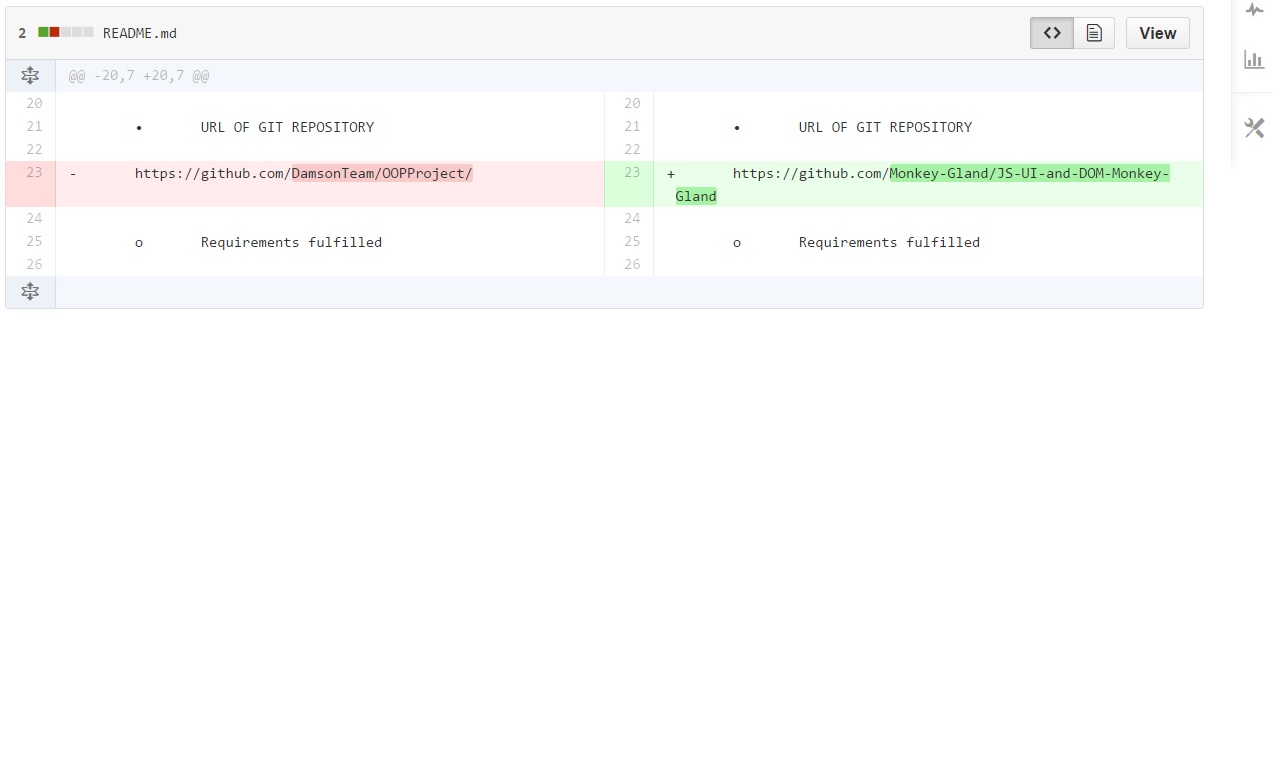 2 README.md <> View
@@ -20,7 +20,7 @@
20 20
21 • URL OF GIT REPOSITORY 21 • URL OF GIT REPOSITORY
22 22
23 - https://github.com/DamsonTeam/OOPProject/ 23 + https://github.com/Monkey-Gland/JS-UI-and-DOM-Monkey-
Gland
24 24
25 o Requirements fulfilled 25 o Requirements fulfilled
26 26